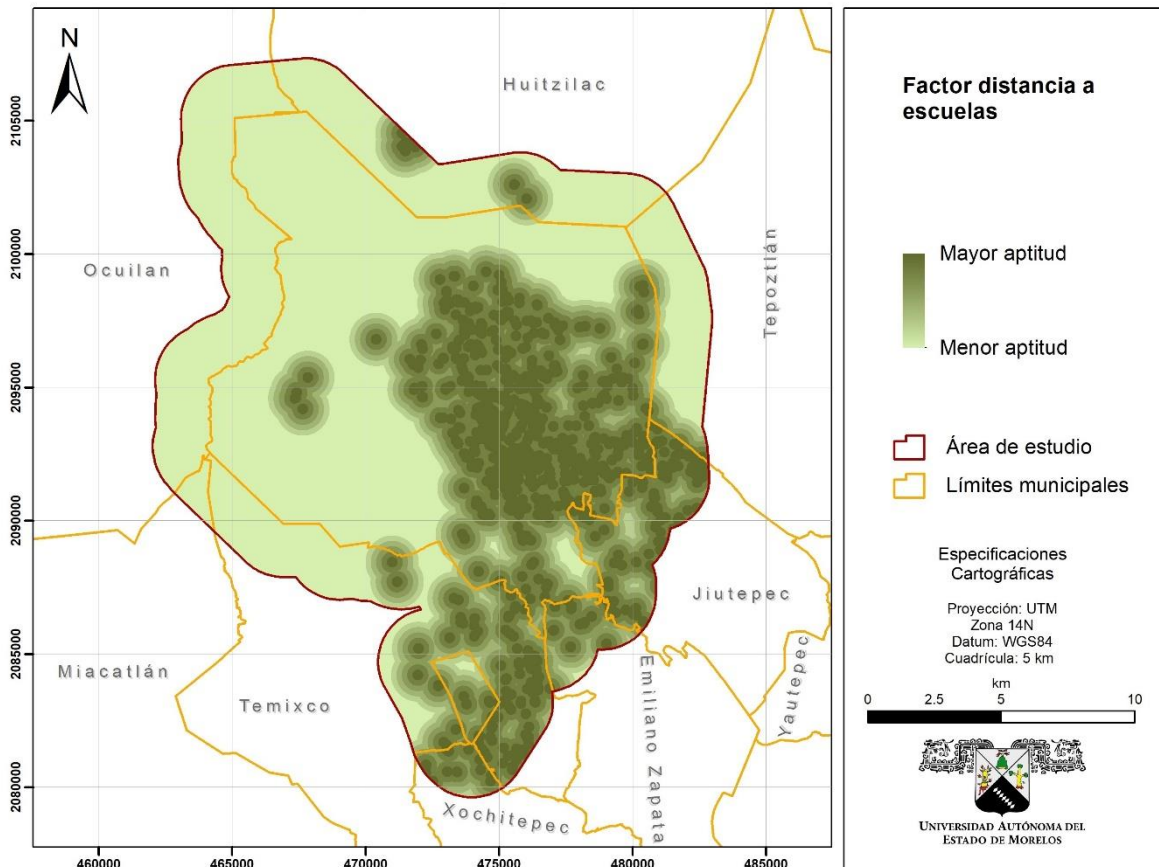 N
Huitzilac
Ocuilan
Tepoztlán
Miacatlán
Temixco
Xochitepec
Emiliano Zapata
Jiutepec
Yautepec
2105000
2100000
2095000
2090000
2085000
2080000
460000
465000
470000
475000
480000
485000
Factor distancia a
escuelas
Mayor aptitud
Menor aptitud
Área de estudio
Límites municipales
Especificaciones
Cartográficas
Proyección: UTM
Zona 14N
Datum: WGS84
Cuadrícula: 5 km
km
0 2.5 5 10
UNIVERSIDAD AUTÓNOMA DEL
ESTADO DE MORELOS